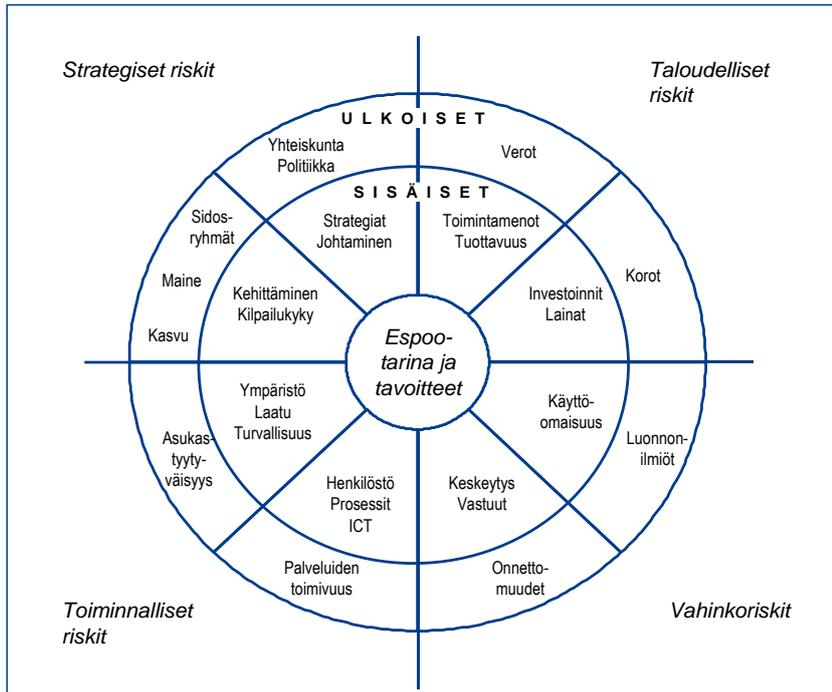 Strategiset riskit
Taloudelliset
riskit
U L K O I S E T
Yhteiskunta
Politiikka
Verot
S I S Ä I S E T
Sidos-
ryhmät
Maine
Kasvu
Strategiat
Johtaminen
Toimintamenot
Tuottavuus
Kehittäminen
Kilpailukyky
Investoinnit
Lainat
Korot
Espoo-
tarina ja
tavoitteet
Ympäristö
Laatu
Turvallisuus
Käyttö-
omaisuus
Asukas-
tyyty-
väisyys
Luonnon-
ilmiöt
Henkilöstö
Prosessit
ICT
Keskeytys
Vastuut
Palveluiden
toimivuus
Onnetto-
muudet
Toiminnalliset
riskit
Vahinkoriskit